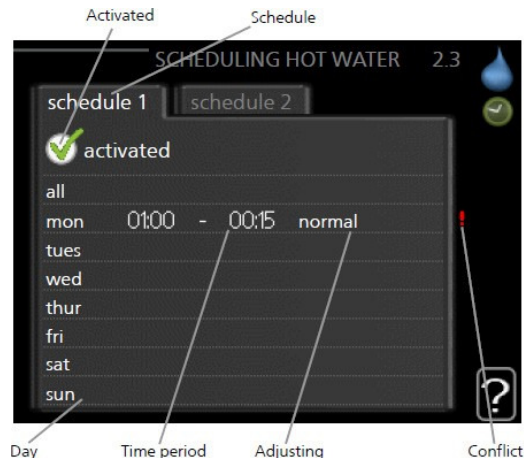 Activated
Schedule
SCHEDULING HOT WATER 2.3
schedule 1
schedule 2
activated
all
mon 01:00 - 00:15 normal !
tues
wed
thur
fri
sat
sun
?
Day
Time period
Adjusting
Conflict